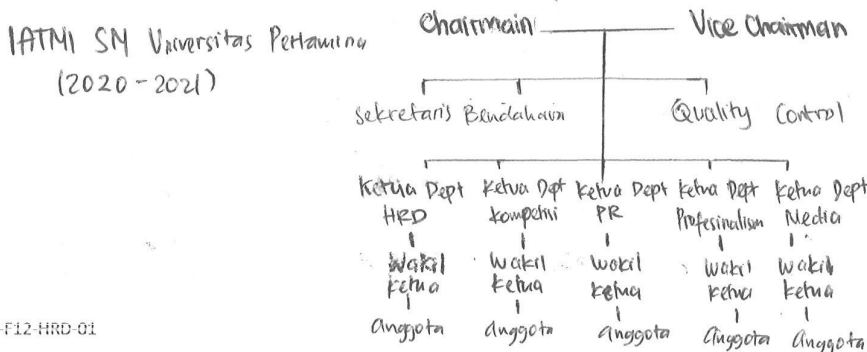 IATMI SM Universitas Pertamina
(2020-2021)
Chairmain
Vice Chairman
Sekretaris
Bendahara
Quality Control
Ketua Dept HRD
Wakil Ketua
Anggota
Ketua Dept Kompetisi
Wakil Ketua
Anggota
Ketua Dept PR
Wakil Ketua
Anggota
Ketua Dept Profesinalism
Wakil Ketua
Anggota
Ketua Dept Media
Wakil Ketua
Anggota
-F12-HRD-01